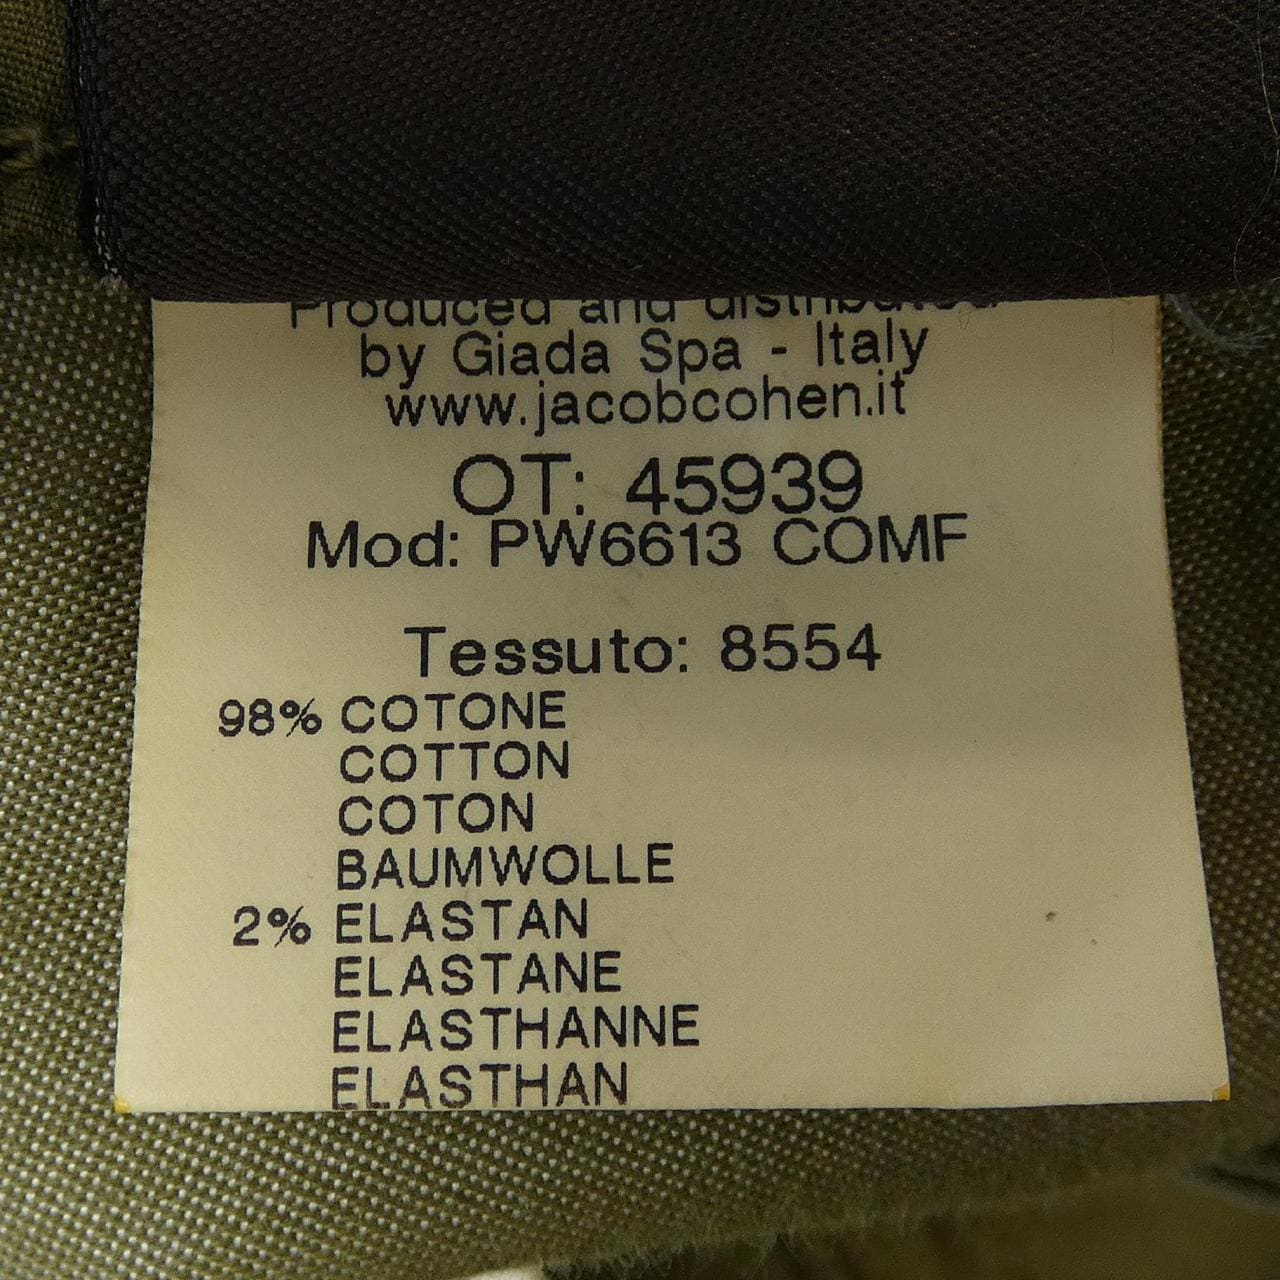 Produced and distributed
by Giada Spa - Italy
www.jacobcohen.it
OT: 45939
Mod: PW6613 COMF
Tessuto: 8554
98% COTONE
COTTON
COTON
BAUMWOLLE
2% ELASTAN
ELASTANE
ELASTHANNE
ELASTHAN